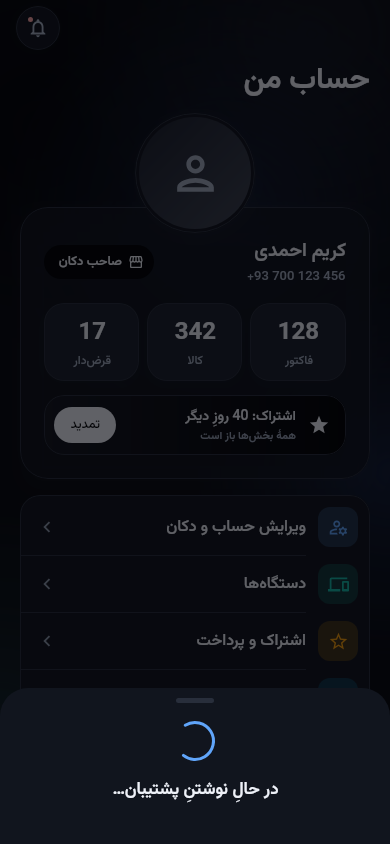 حساب من
کریم احمدی
+93 700 123 456
صاحب دکان
128
فاکتور
342
کالا
17
قرض‌دار
اشتراک: 40 روزِ دیگر
همهٔ بخش‌ها باز است
تمدید
ویرایش حساب و دکان
دستگاه‌ها
اشتراک و پرداخت
در حالِ نوشتنِ پشتیبان…